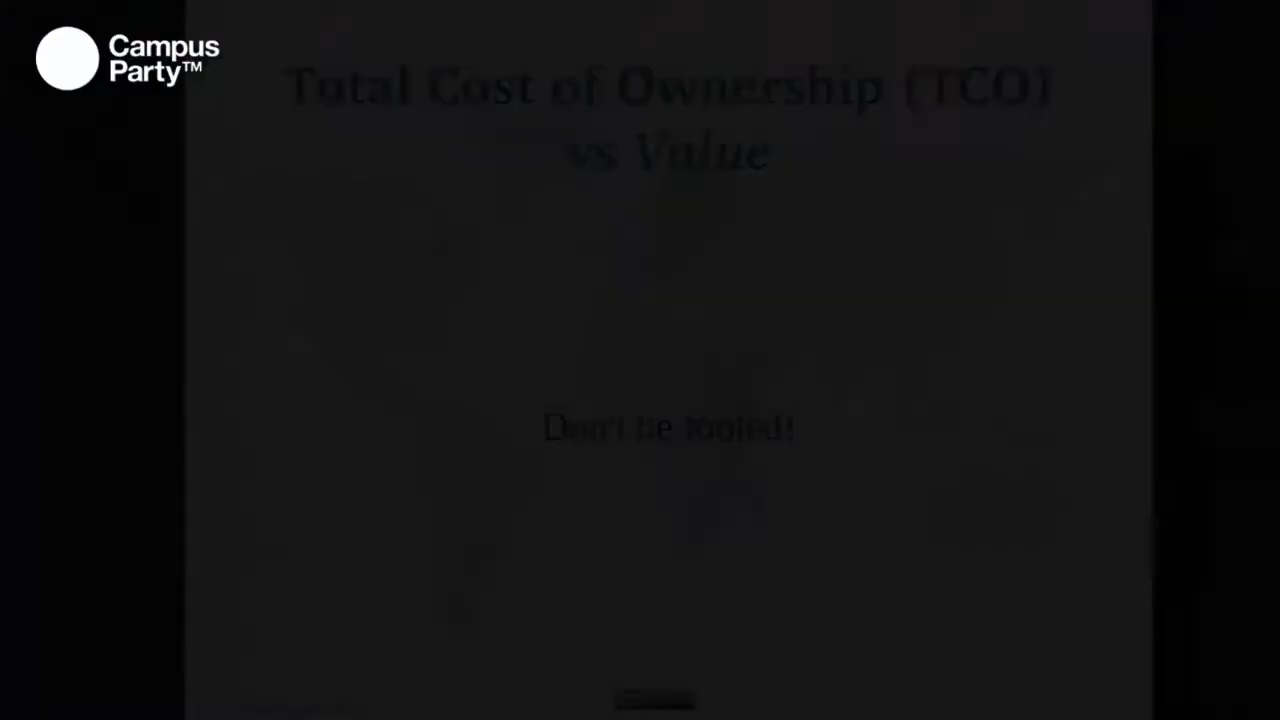 Campus
Party™
Total Cost of Ownership (TCO)
vs Value
Don't be fooled!